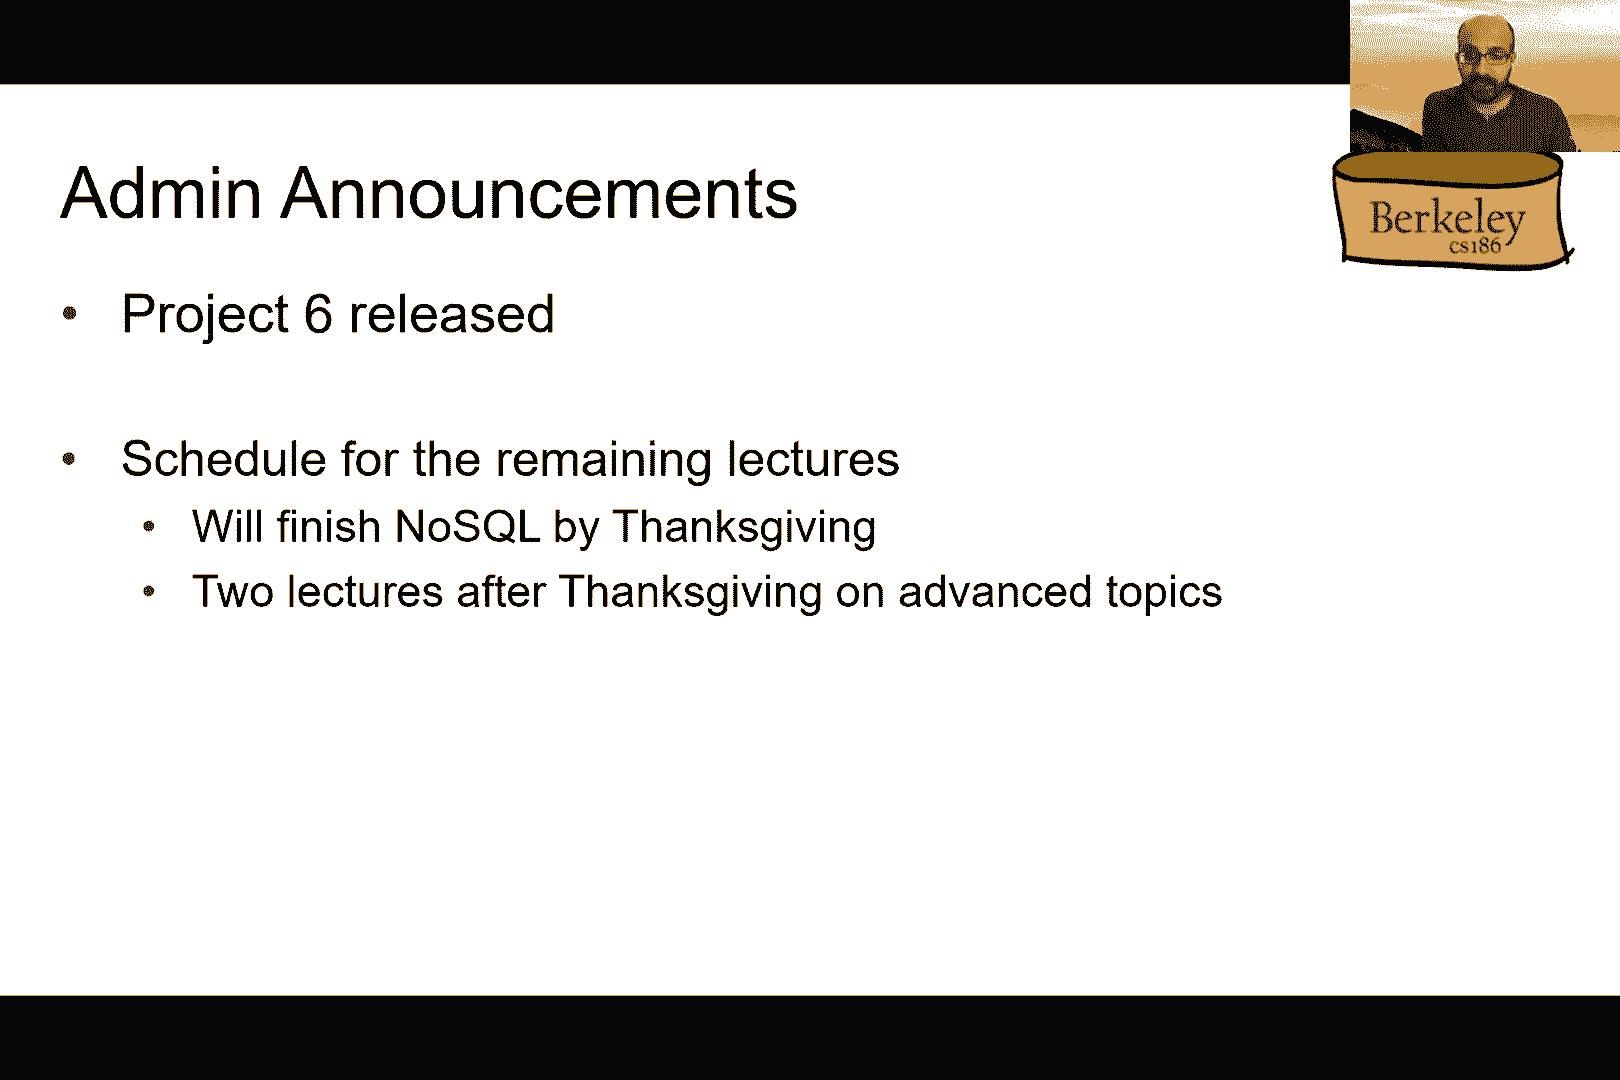 Admin Announcements
Berkeley
cs186
• Project 6 released
• Schedule for the remaining lectures
• Will finish NoSQL by Thanksgiving
• Two lectures after Thanksgiving on advanced topics